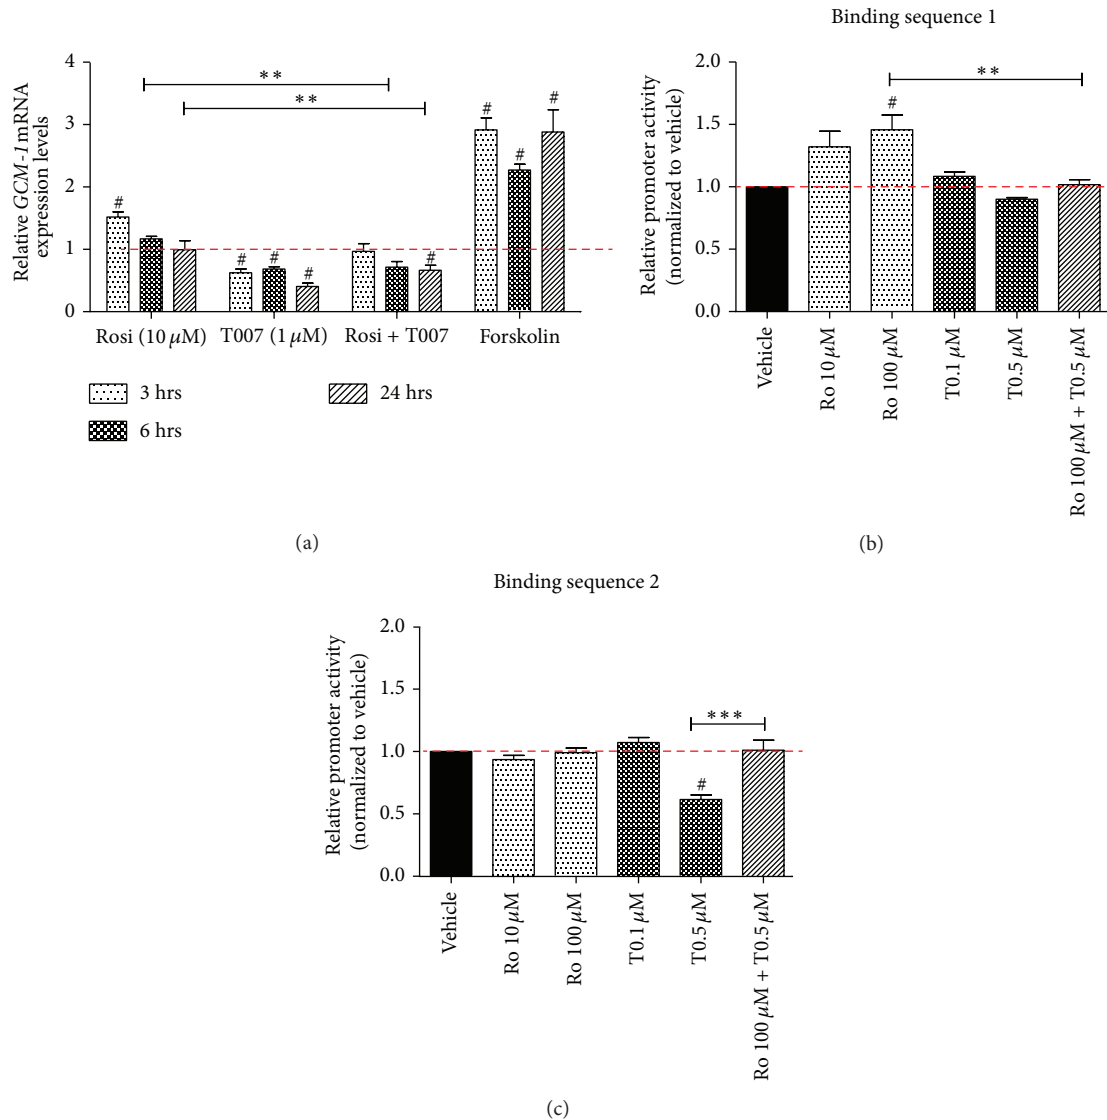 Relative GCM-1 mRNA
expression levels
4
3
2
1
0
**
**
#
#
#
#
#
#
#
#
Rosi (10 μM) T007 (1 μM) Rosi + T007 Forskolin
3 hrs
24 hrs
6 hrs
(a)
Binding sequence 1
Relative promoter activity
(normalized to vehicle)
2.0
1.5
1.0
0.5
0.0
**
#
Vehicle
Ro 10 μM
Ro 100 μM
T0.1 μM
T0.5 μM
Ro 100 μM + T0.5 μM
(b)
Binding sequence 2
Relative promoter activity
(normalized to vehicle)
2.0
1.5
1.0
0.5
0.0
***
#
Vehicle
Ro 10 μM
Ro 100 μM
T0.1 μM
T0.5 μM
Ro 100 μM + T0.5 μM
(c)